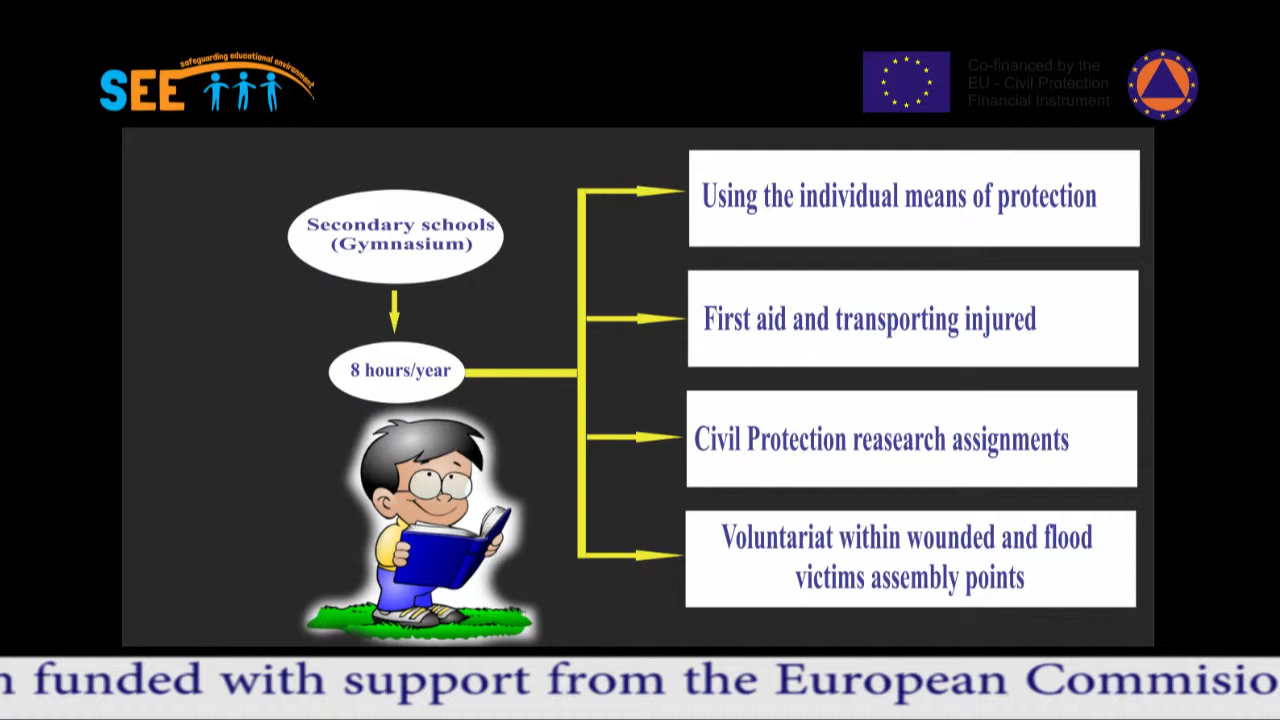 safeguarding educational environment
SEE
Co-financed by the
EU - Civil Protection
Financial Instrument
Secondary schools
(Gymnasium)
8 hours/year
Using the individual means of protection
First aid and transporting injured
Civil Protection reasearch assignments
Voluntariat within wounded and flood
victims assembly points
n funded with support from the European Commisio